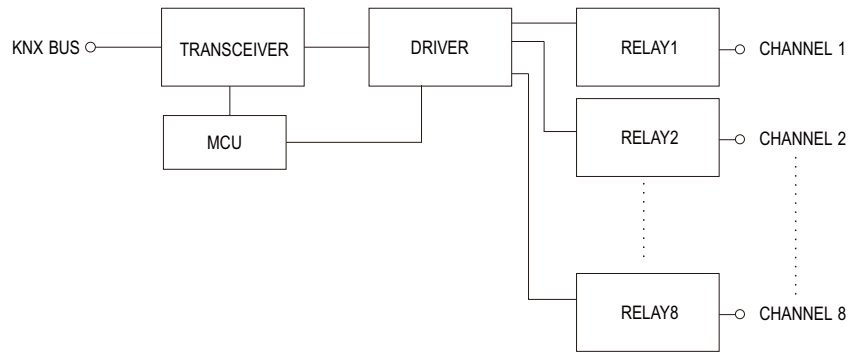 KNX BUS
TRANSCEIVER
DRIVER
RELAY1
CHANNEL 1
MCU
RELAY2
CHANNEL 2
RELAY8
CHANNEL 8